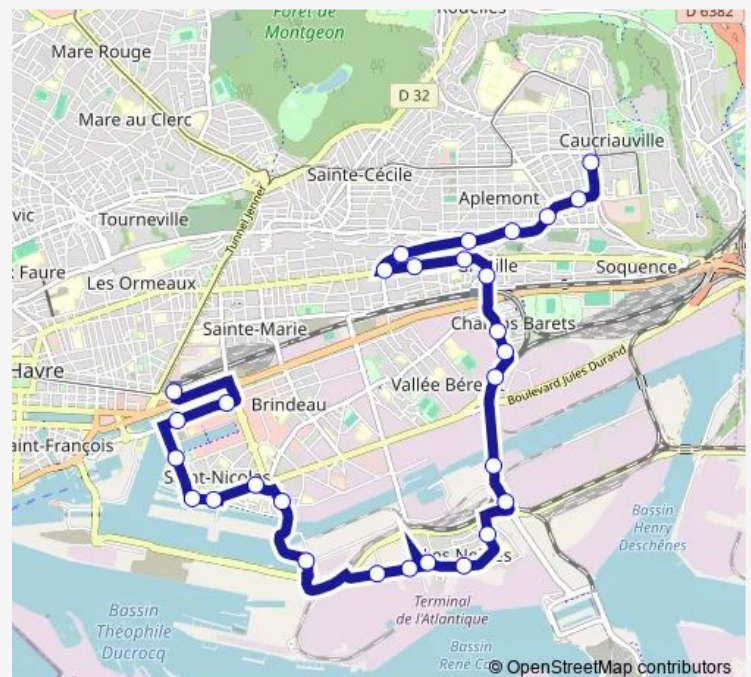 Forêt de
Montgeon
D 6382
Mare Rouge
D 32
Mare au Clerc
Caucriauville
Sainte-Cécile
Aplemont
Tourneville
Tunnel Jenner
Soquence
Les Ormeaux
Sainte-Marie
Havre
Brindeau
Boulevard Jules Durand
Bassin
Henry
Deschênes
Terminal
de l'Atlantique
Bassin
Théophile
Ducrocq
Bassin
© OpenStreetMap contributors